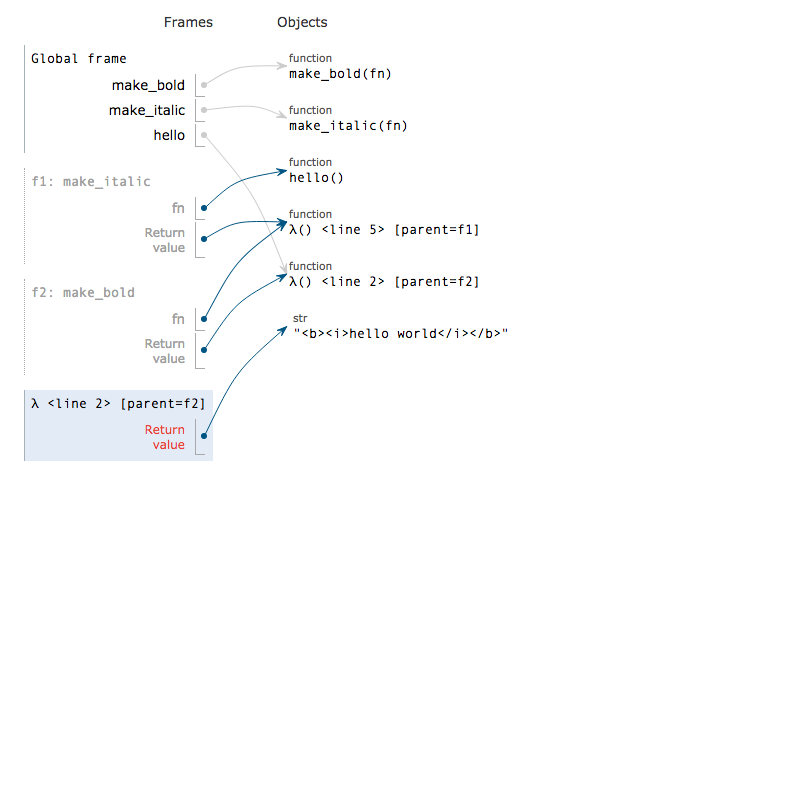 Frames Objects
Global frame
make_bold
make_italic
hello
function
make_bold(fn)
function
make_italic(fn)
function
hello()
function
λ() <line 5> [parent=f1]
function
λ() <line 2> [parent=f2]
str
"<b><i>hello world</i></b>"
f1: make_italic
fn
Return
value
f2: make_bold
fn
Return
value
λ <line 2> [parent=f2]
Return
value